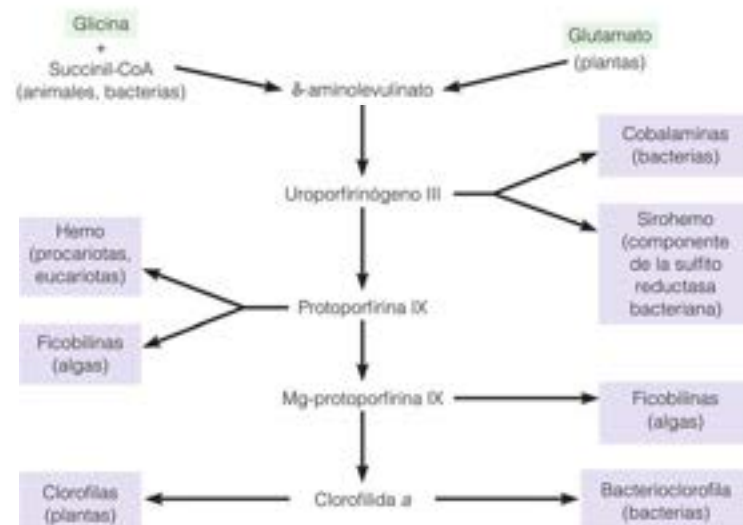 Glicina
+
Succinil-CoA
(animales, bacterias)
Glutamato
(plantas)
δ-aminolevulinato
Cobalaminas
(bacterias)
Uroporfirinógeno III
Sirohemo
(componente
de la sulfito
reductasa
bacteriana)
Hemo
(procariotas,
eucariotas)
Protoporfirina IX
Ficobilinas
(algas)
Mg-protoporfirina IX
Ficobilinas
(algas)
Clorofilas
(plantas)
Clorofilida a
Bacterioclorofila
(bacterias)